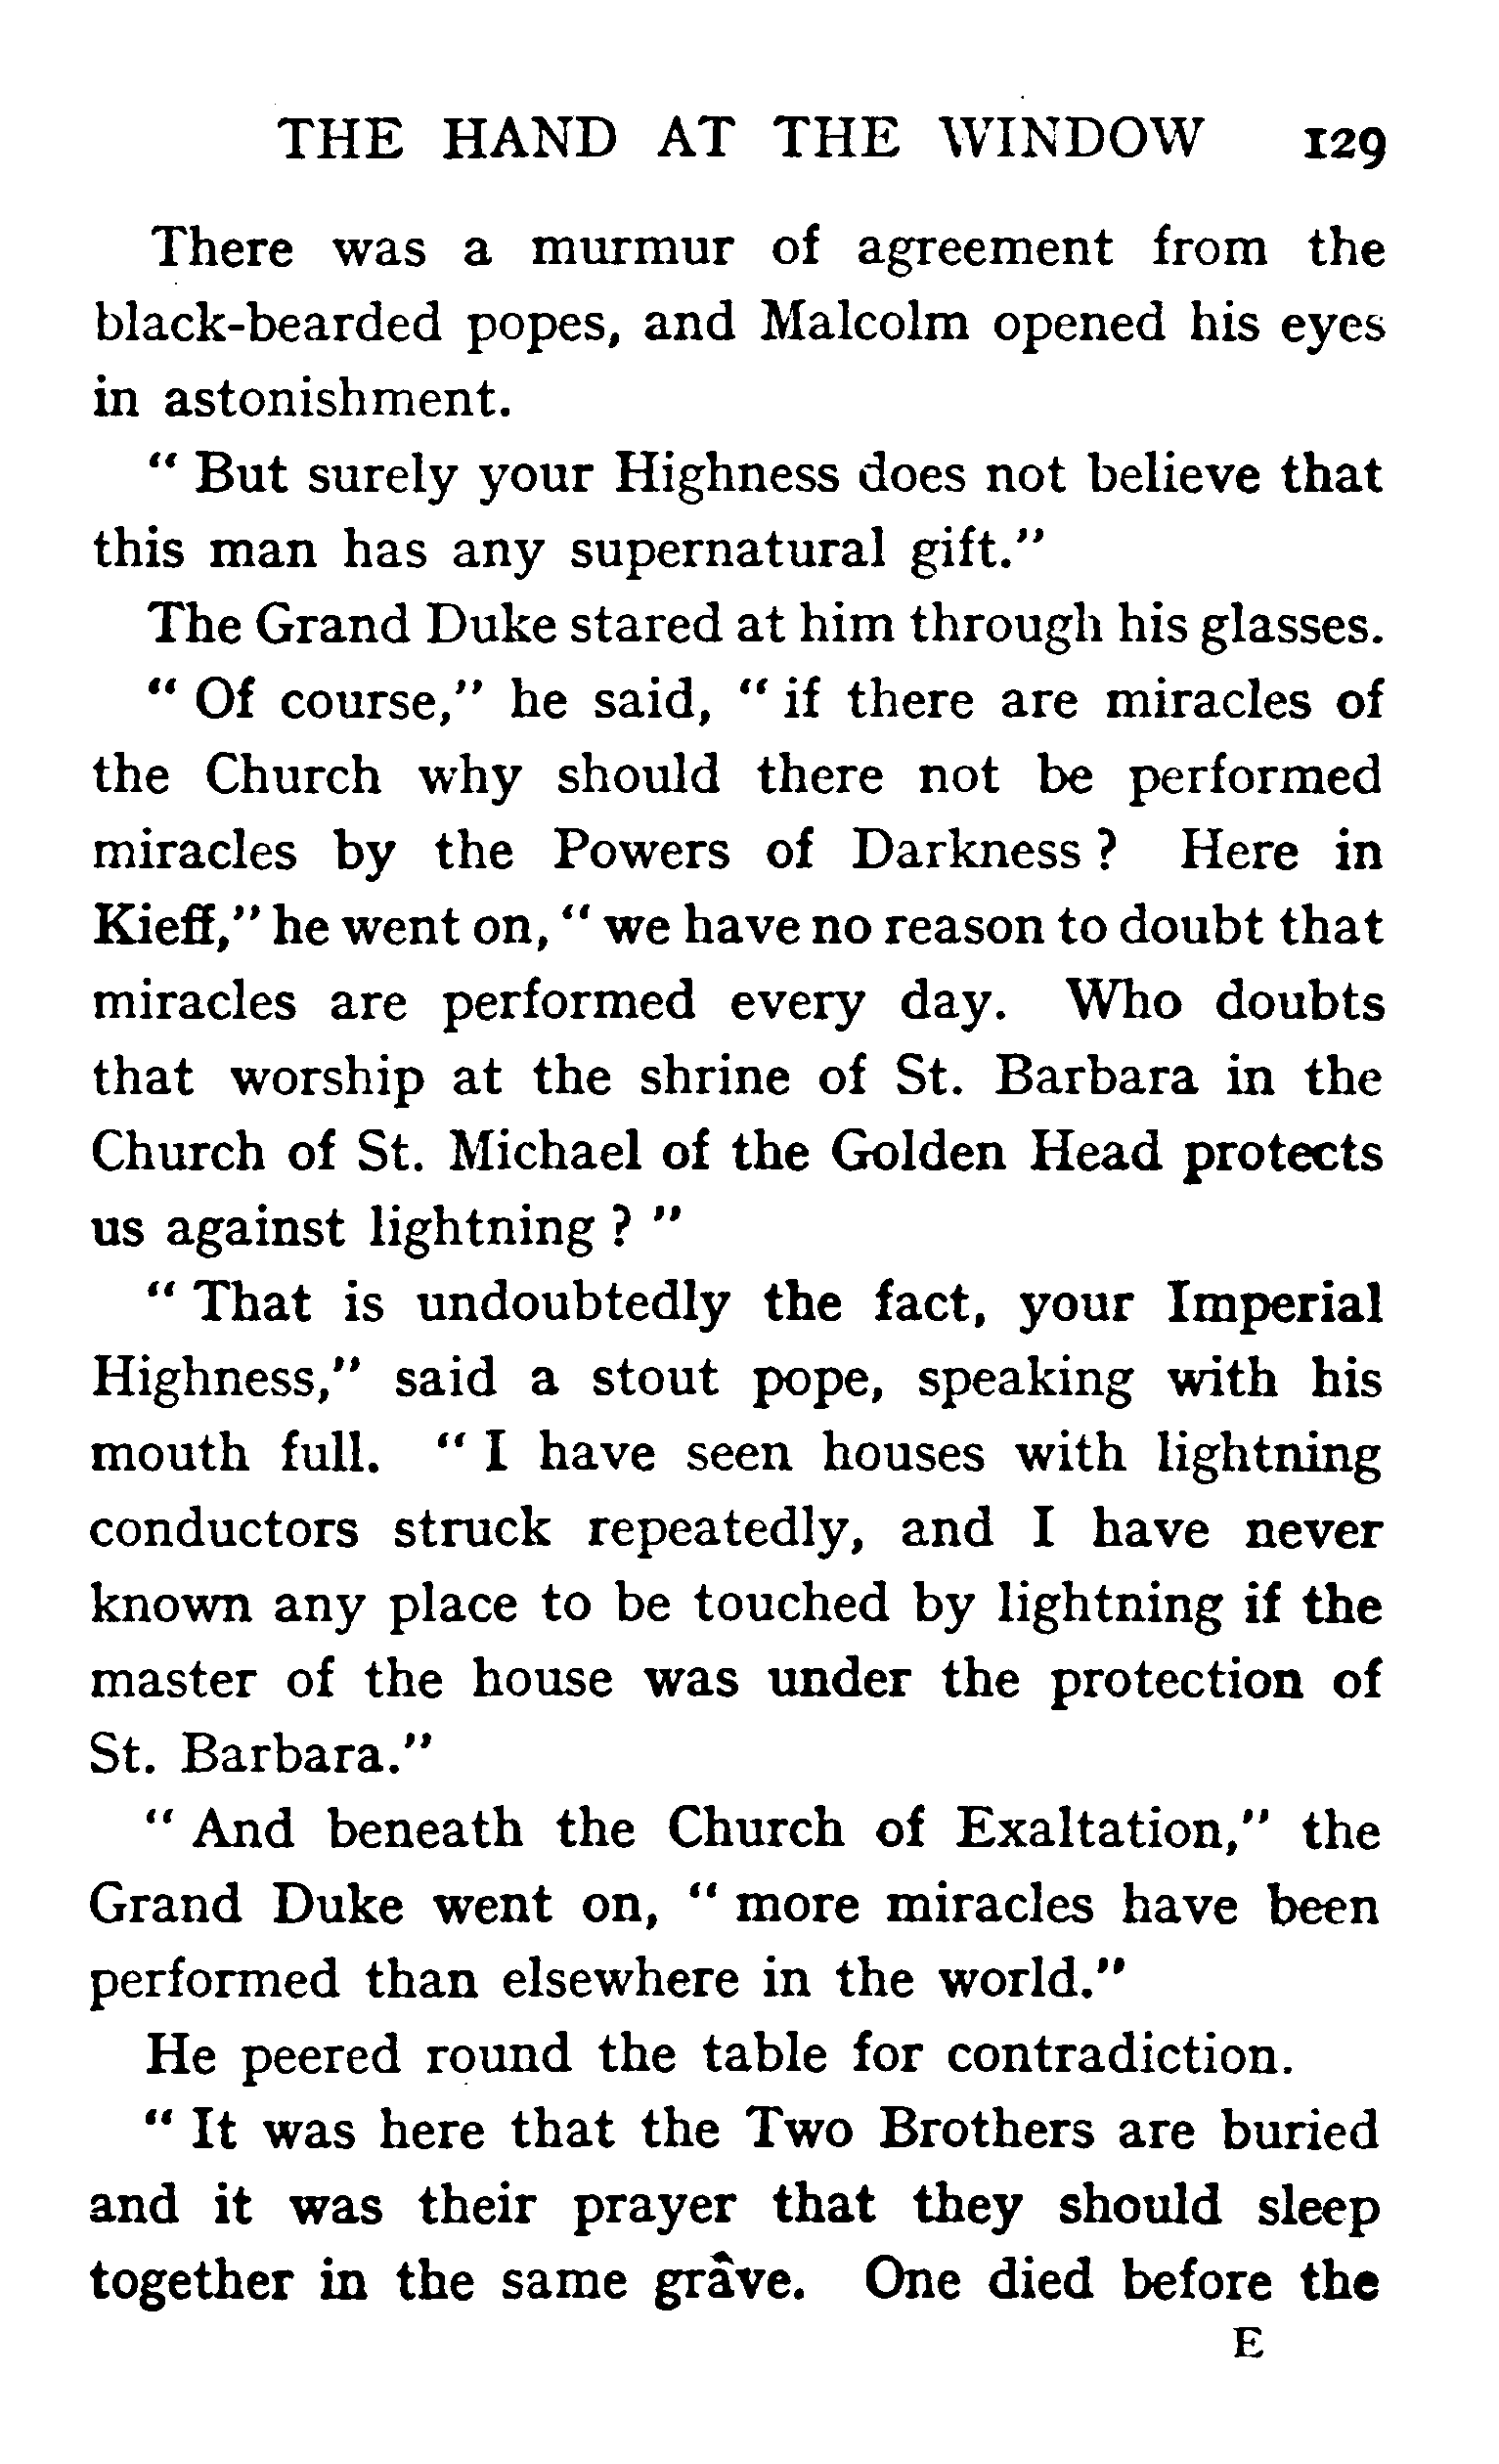 THE HAND AT THE WINDOW 129
There was a murmur of agreement from the
black-bearded popes, and Malcolm opened his eyes
in astonishment.
" But surely your Highness does not believe that
this man has any supernatural gift."
The Grand Duke stared at him through his glasses.
" Of course," he said, " if there are miracles of
the Church why should there not be performed
miracles by the Powers of Darkness ? Here in
Kieff," he went on, " we have no reason to doubt that
miracles are performed every day. Who doubts
that worship at the shrine of St. Barbara in the
Church of St. Michael of the Golden Head protects
us against lightning ? "
" That is undoubtedly the fact, your Imperial
Highness," said a stout pope, speaking with his
mouth full. " I have seen houses with lightning
conductors struck repeatedly, and I have never
known any place to be touched by lightning if the
master of the house was under the protection of
St. Barbara."
" And beneath the Church of Exaltation," the
Grand Duke went on, " more miracles have been
performed than elsewhere in the world."
He peered round the table for contradiction.
" It was here that the Two Brothers are buried
and it was their prayer that they should sleep
together in the same grâve. One died before the
E